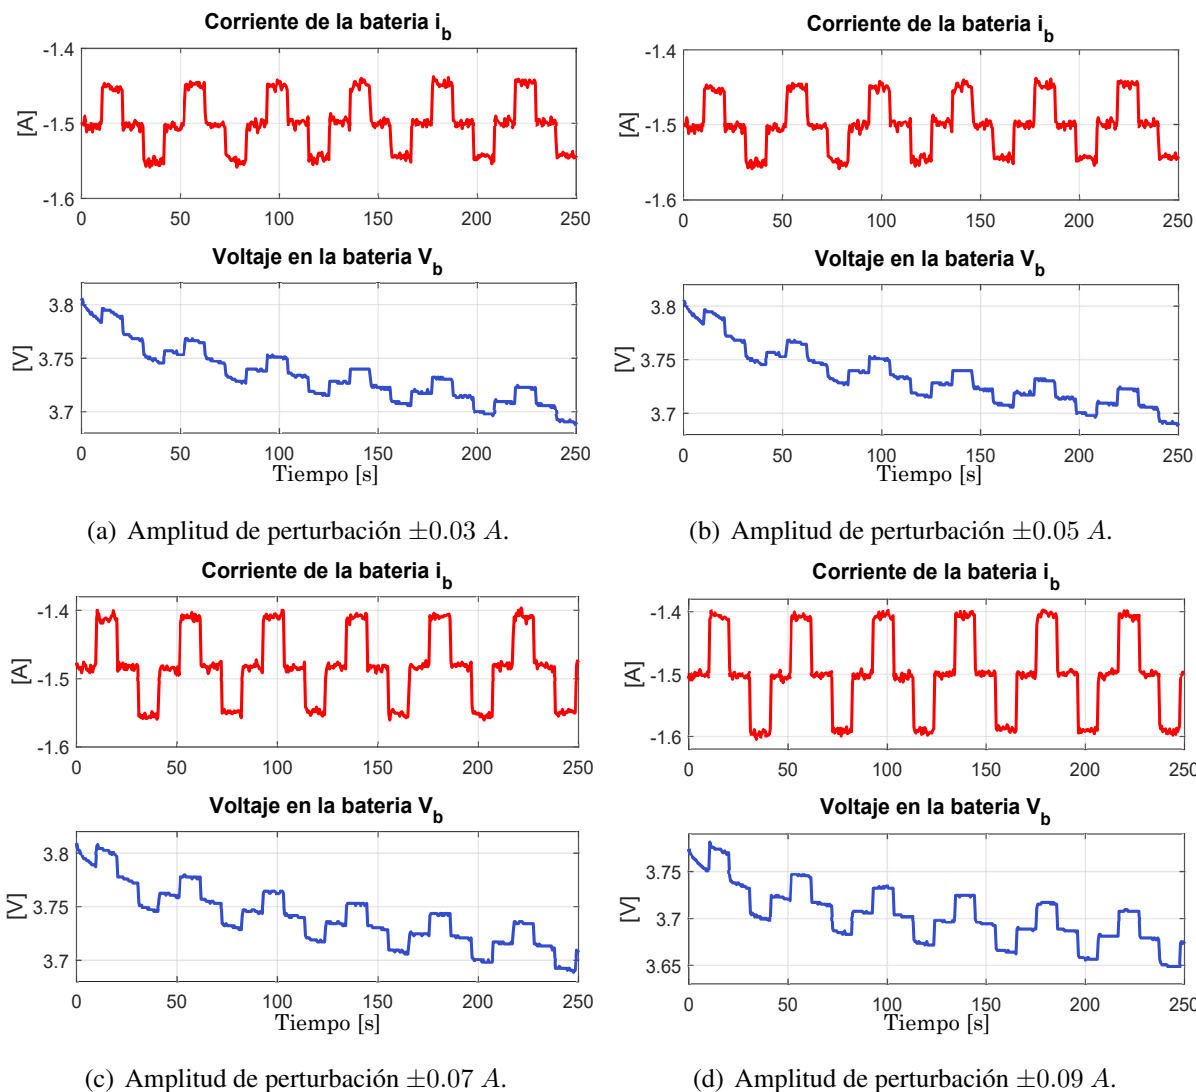 Corriente de la bateria i_b
-1.4
-1.5
-1.6
[A]
0 50 100 150 200 250
Voltaje en la bateria V_b
3.8
3.75
3.7
[V]
0 50 100 150 200 250
Tiempo [s]
(a) Amplitud de perturbación ±0.03 A.
Corriente de la bateria i_b
-1.4
-1.5
-1.6
[A]
0 50 100 150 200 250
Voltaje en la bateria V_b
3.8
3.75
3.7
[V]
0 50 100 150 200 250
Tiempo [s]
(b) Amplitud de perturbación ±0.05 A.
Corriente de la bateria i_b
-1.4
-1.5
-1.6
[A]
0 50 100 150 200 250
Voltaje en la bateria V_b
3.8
3.75
3.7
[V]
0 50 100 150 200 250
Tiempo [s]
(c) Amplitud de perturbación ±0.07 A.
Corriente de la bateria i_b
-1.4
-1.5
-1.6
[A]
0 50 100 150 200 250
Voltaje en la bateria V_b
3.75
3.7
3.65
[V]
0 50 100 150 200 250
Tiempo [s]
(d) Amplitud de perturbación ±0.09 A.